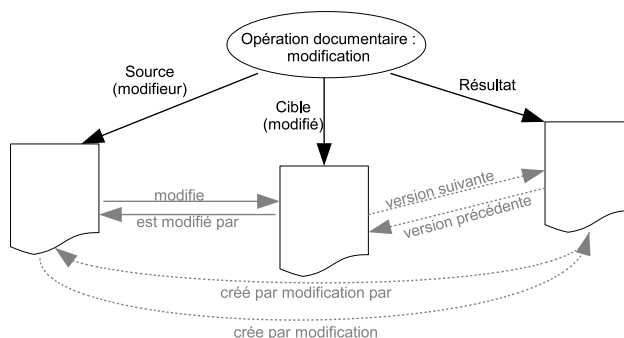 Opération documentaire :
modification
Source
(modifieur)
Cible
(modifié)
Résultat
modifie
est modifié par
version suivante
version précédente
créé par modification par
crée par modification